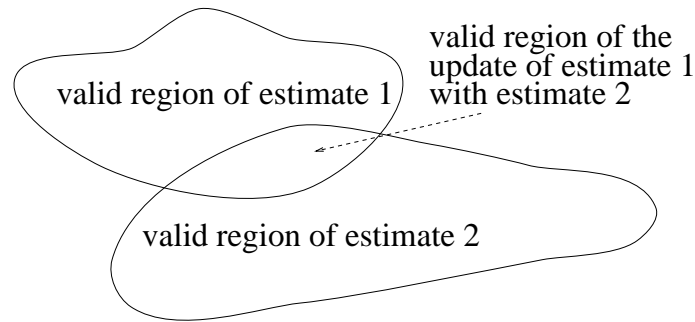 valid region of the
update of estimate 1
with estimate 2
valid region of estimate 1
valid region of estimate 2